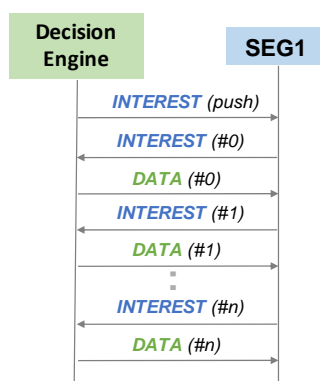 Decision
Engine
SEG1
INTEREST (push)
INTEREST (#0)
DATA (#0)
INTEREST (#1)
DATA (#1)
INTEREST (#n)
DATA (#n)